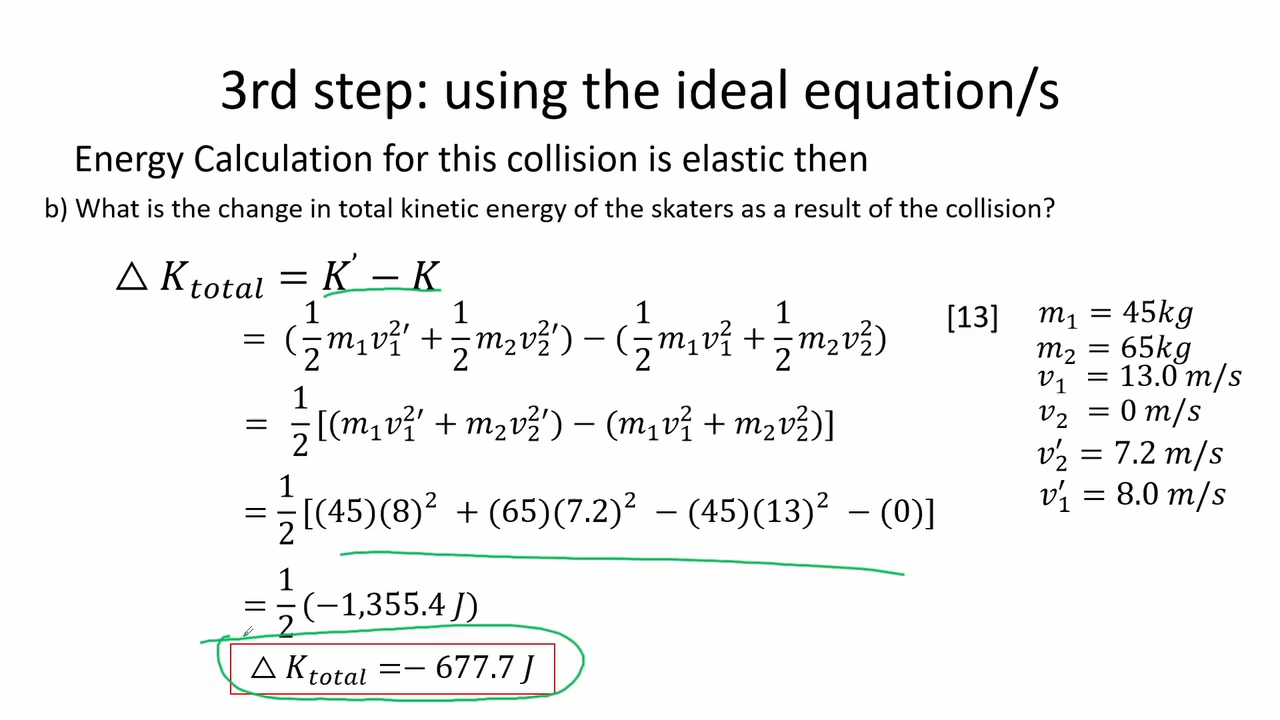 3rd step: using the ideal equation/s
Energy Calculation for this collision is elastic then
b) What is the change in total kinetic energy of the skaters as a result of the collision?
△ K_total = K’ − K
= (1/2 m₁v₁²′ + 1/2 m₂v₂²′) − (1/2 m₁v₁² + 1/2 m₂v₂²) [13]
= 1/2 [(m₁v₁²′ + m₂v₂²′) − (m₁v₁² + m₂v₂²)]
= 1/2 [(45)(8)² + (65)(7.2)² − (45)(13)² − (0)]
= 1/2 (−1,355.4 J)
△ K_total =− 677.7 J
m₁ = 45kg
m₂ = 65kg
v₁ = 13.0 m/s
v₂ = 0 m/s
v₂′ = 7.2 m/s
v₁′ = 8.0 m/s